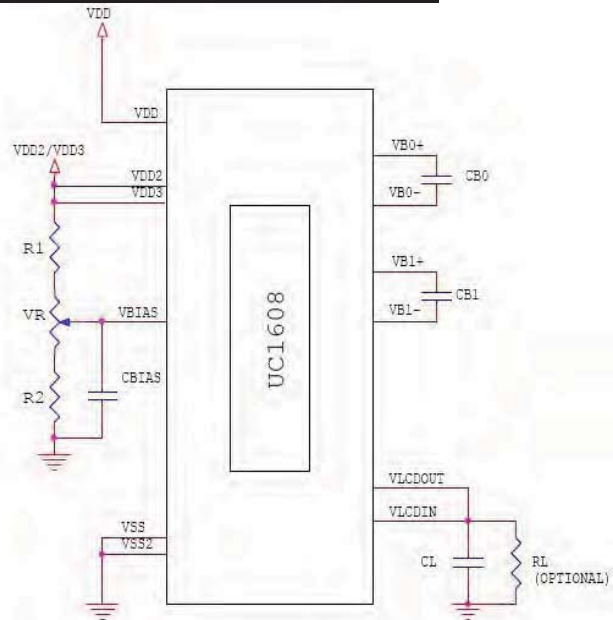 VDD
VDD
VDD2/VDD3
VDD2
VDD3
R1
VR
VBIAS
CBIAS
R2
VSS
VSS2
UC1608
VB0+
CB0
VB0-
VB1+
CB1
VB1-
VLCDOUT
VLCDIN
CL
RL
(OPTIONAL)